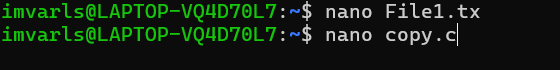 imvarls@LAPTOP-VQ4D70L7:~$ nano File1.tx
imvarls@LAPTOP-VQ4D70L7:~$ nano copy.c